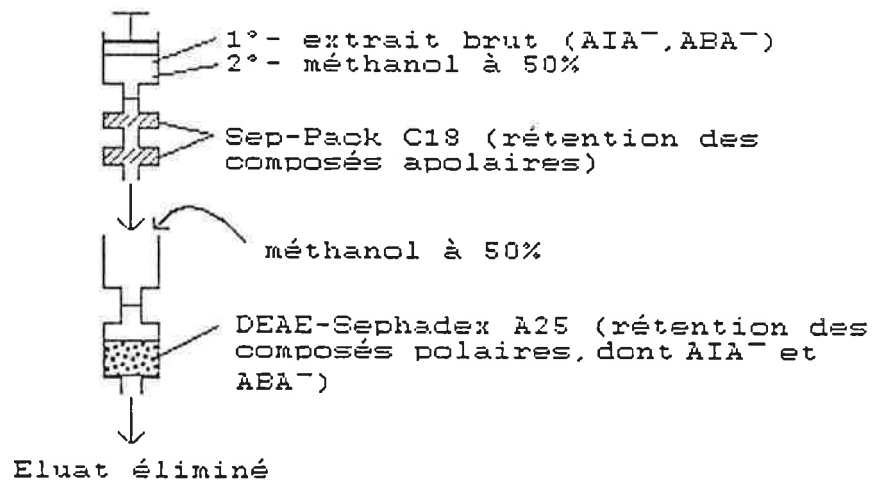 1°- extrait brut (AIA⁻,ABA⁻)
2°- méthanol à 50%
Sep-Pack C18 (rétention des
composés apolaires)
méthanol à 50%
DEAE-Sephadex A25 (rétention des
composés polaires, dont AIA⁻ et
ABA⁻)
Eluat éliminé